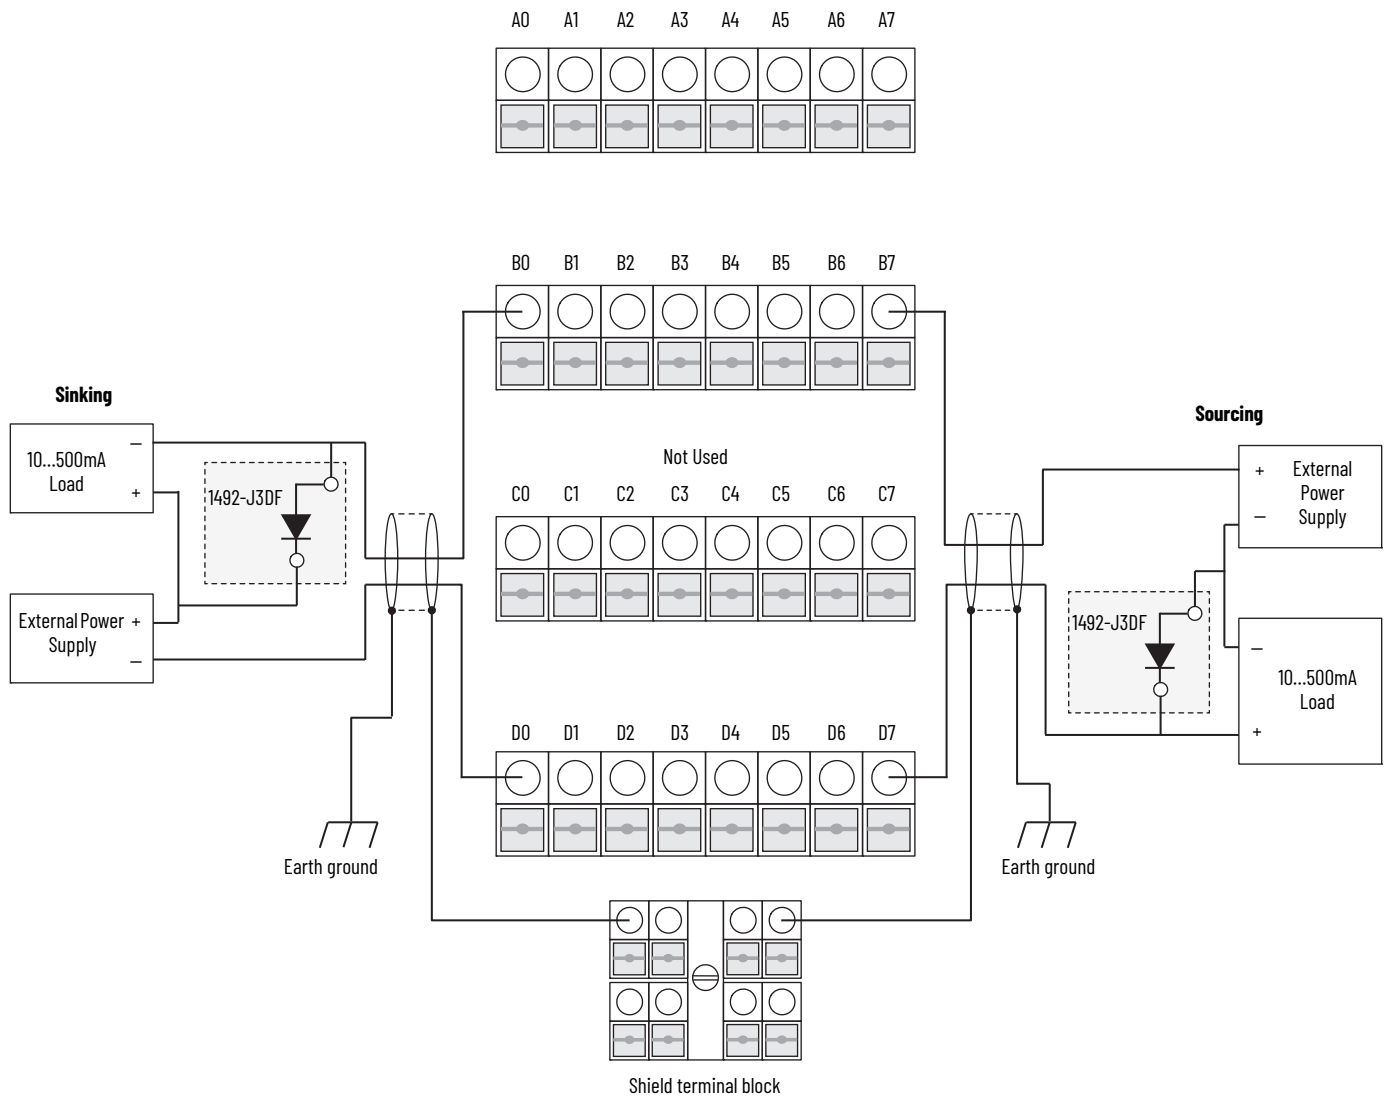 A0 A1 A2 A3 A4 A5 A6 A7
B0 B1 B2 B3 B4 B5 B6 B7
Sinking
10...500mA
Load
–
+
1492-J3DF
External Power
Supply
+
–
Earth ground
Not Used
C0 C1 C2 C3 C4 C5 C6 C7
D0 D1 D2 D3 D4 D5 D6 D7
Sourcing
+
–
External
Power
Supply
1492-J3DF
–
+
10...500mA
Load
Earth ground
Shield terminal block